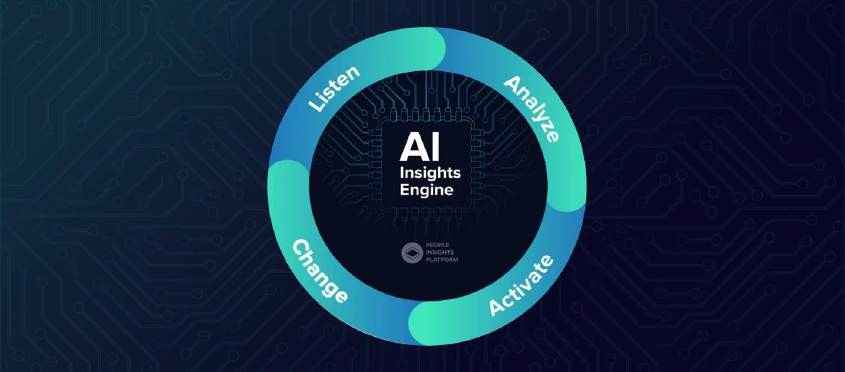 Listen
Analyze
AI
Insights
Engine
PEOPLE
INSIGHTS
PLATFORM
Change
Activate